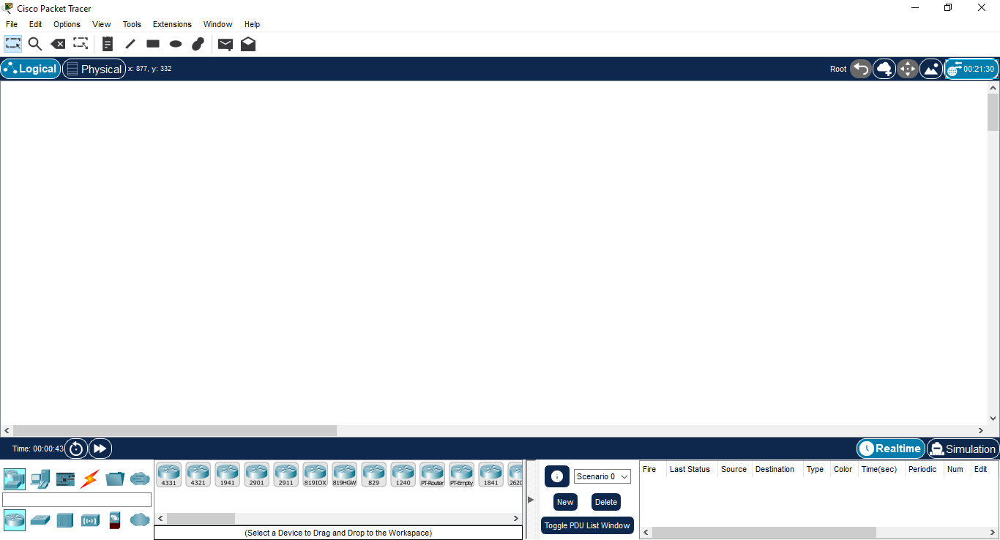 Cisco Packet Tracer
File Edit Options View Tools Extensions Window Help
Logical Physical x: 877, y: 332 Root 00:21:30
Time: 00:00:43 Realtime Simulation
4331 4321 1941 2901 2911 819IOX 819HGW 829 1240 PT-Router PT-Empty 1841 2620
Scenario 0
Fire Last Status Source Destination Type Color Time(sec) Periodic Num Edit
New Delete
Toggle PDU List Window
(Select a Device to Drag and Drop to the Workspace)